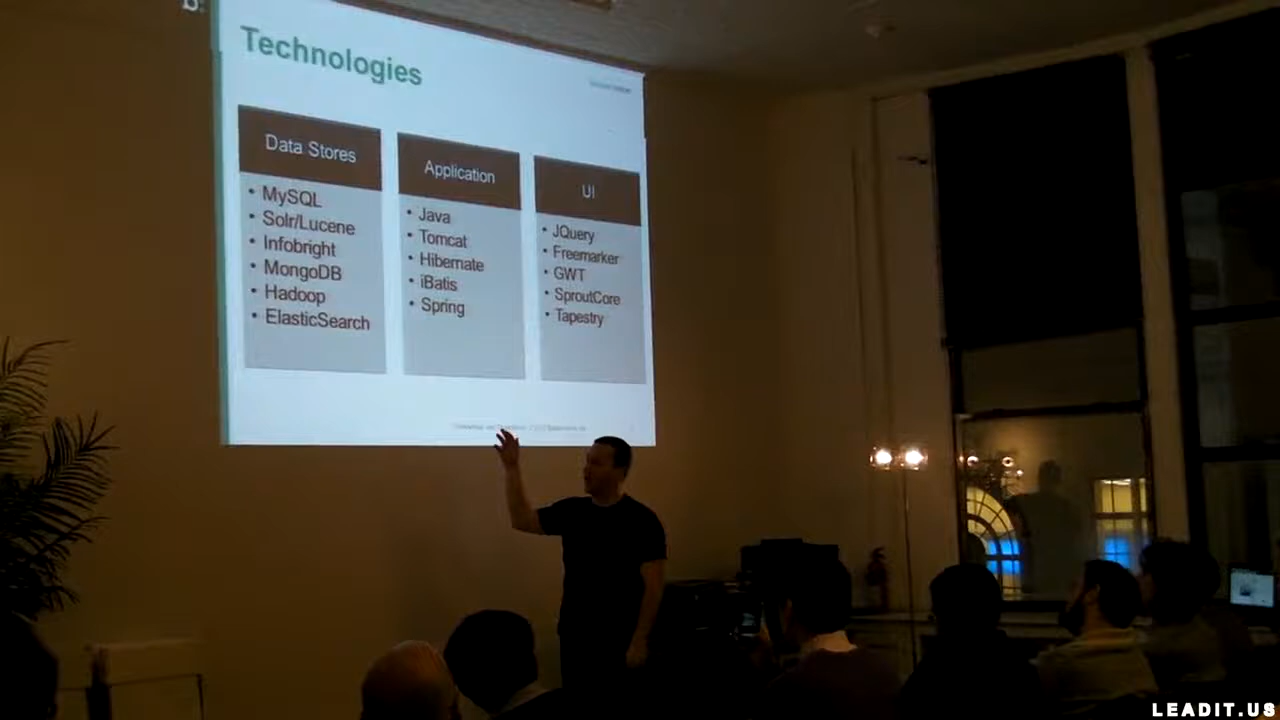 Technologies
Data Stores
• MySQL
• Solr/Lucene
• Infobright
• MongoDB
• Hadoop
• ElasticSearch
Application
• Java
• Tomcat
• Hibernate
• iBatis
• Spring
UI
• JQuery
• Freemarker
• GWT
• SproutCore
• Tapestry
LEADIT.US